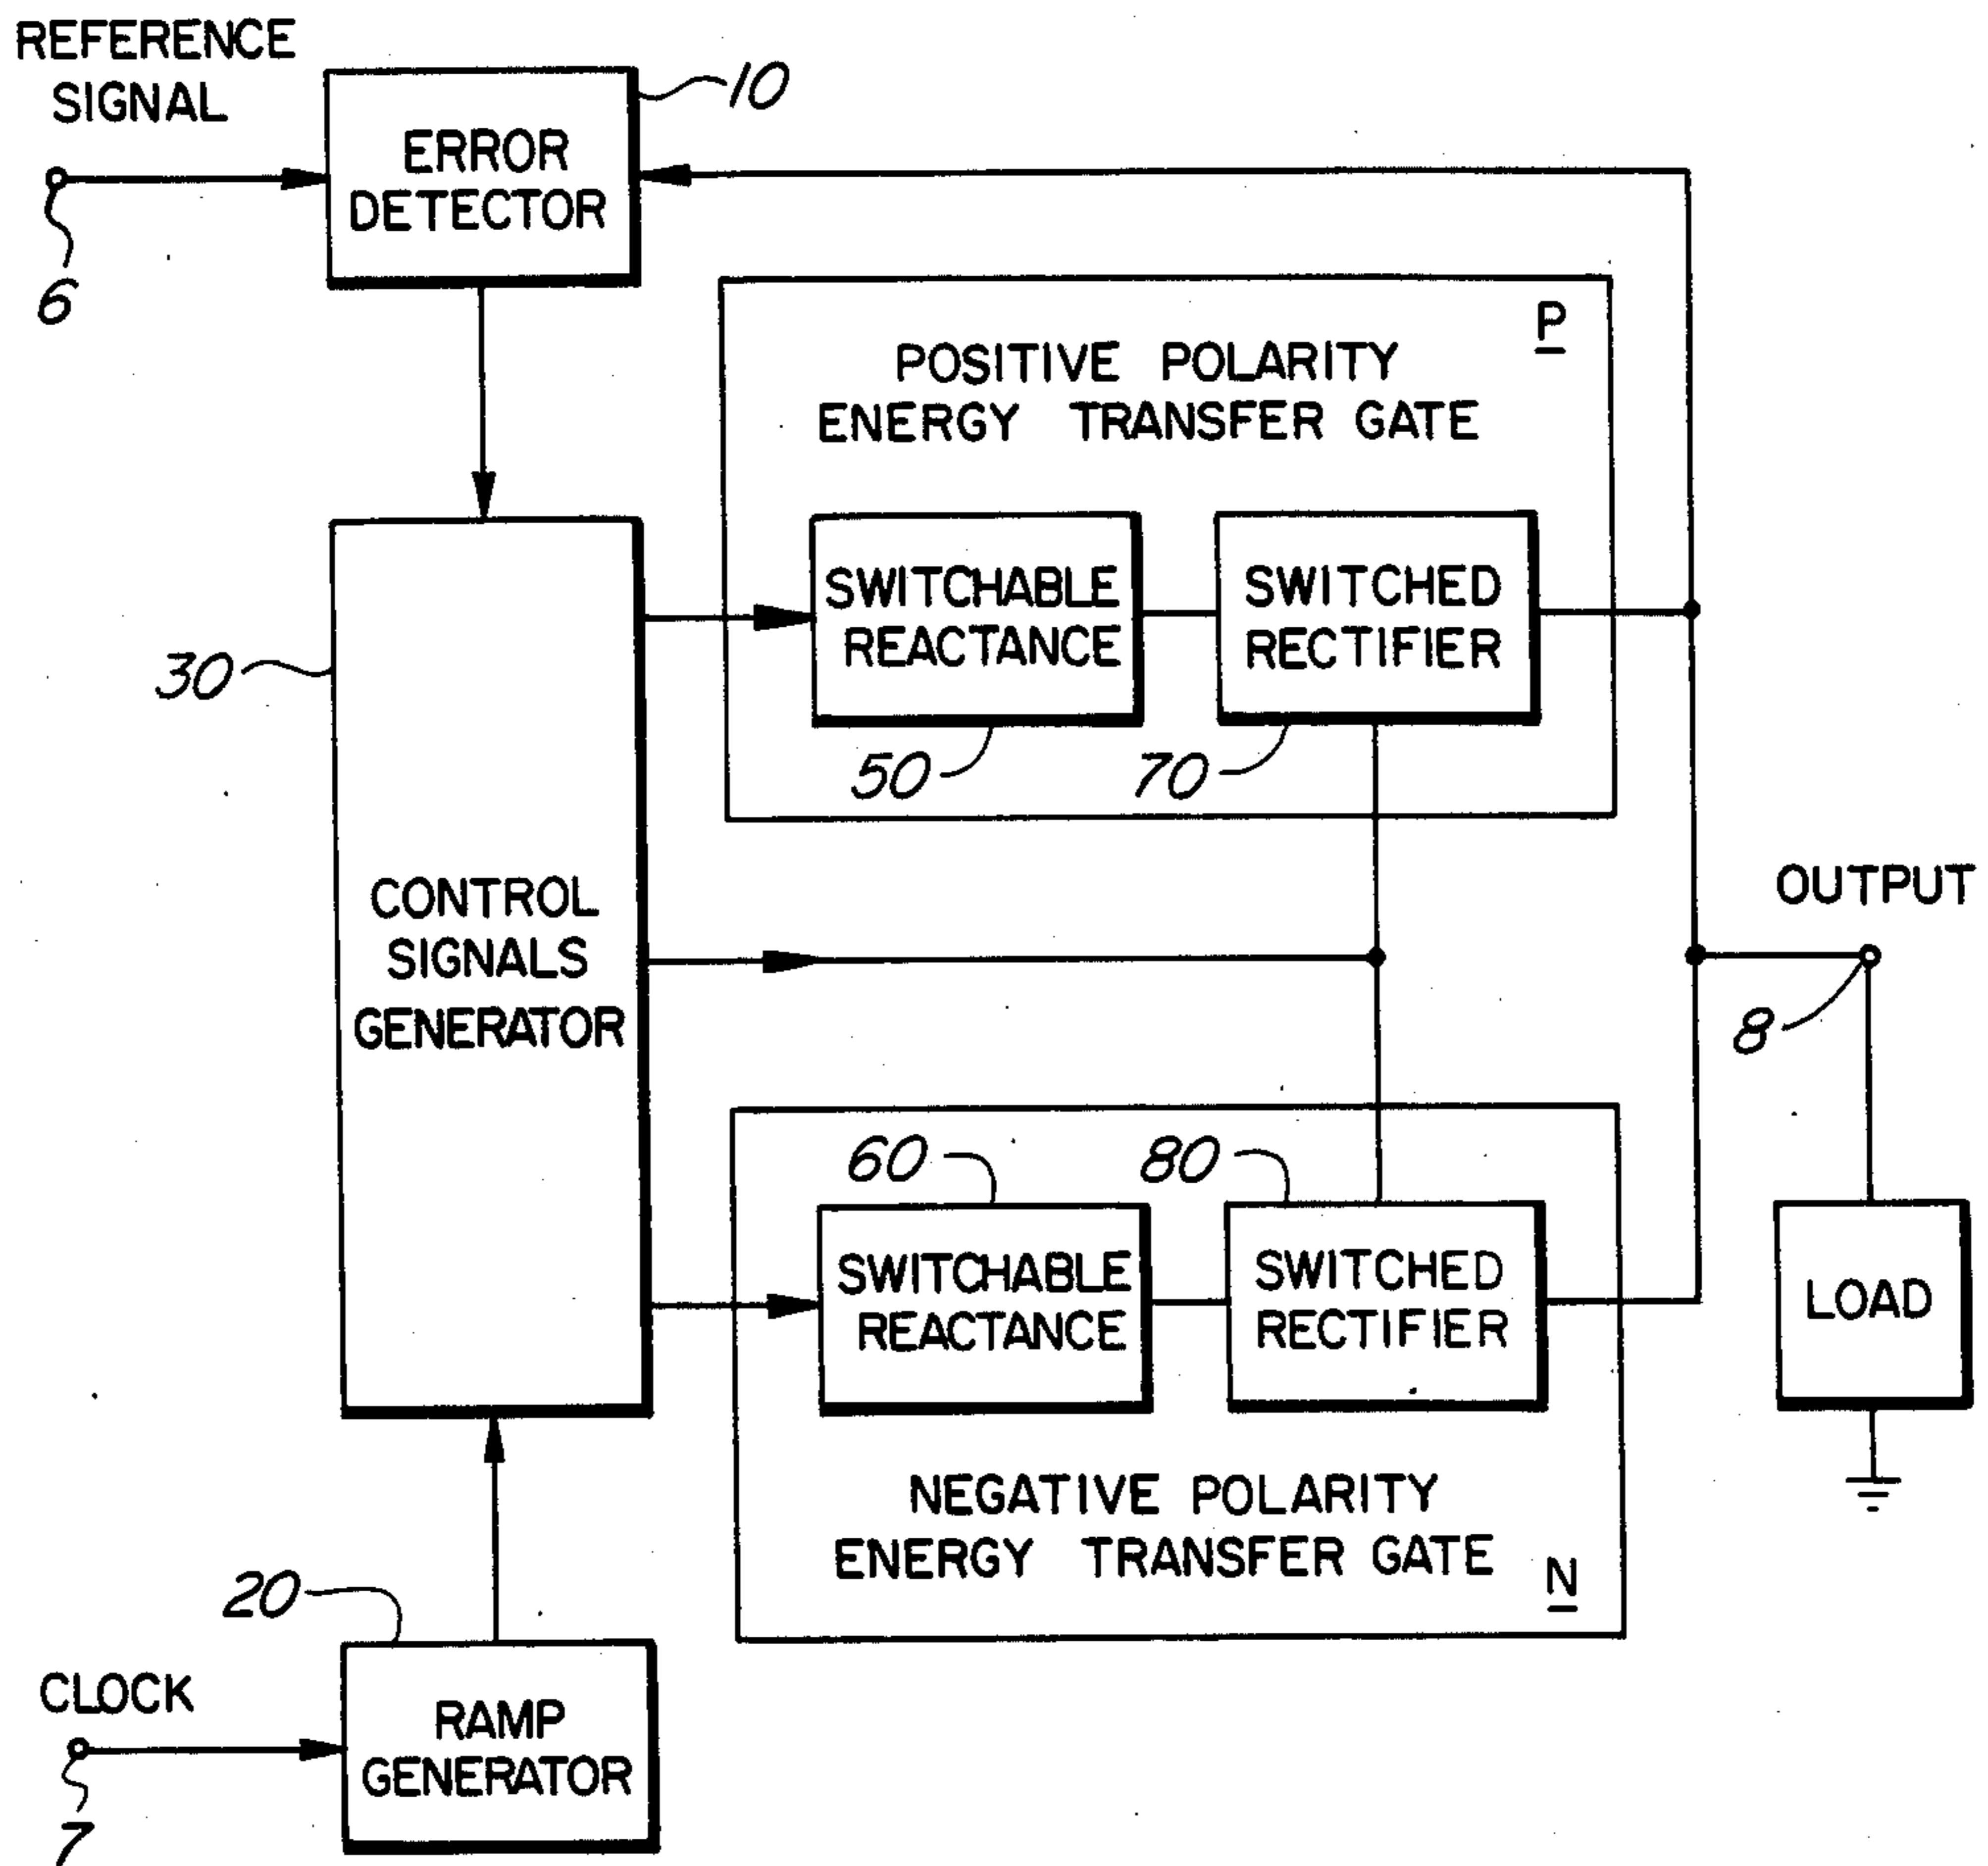 REFERENCE
SIGNAL
6
ERROR
DETECTOR
10
P
POSITIVE POLARITY
ENERGY TRANSFER GATE
SWITCHABLE
REACTANCE
SWITCHED
RECTIFIER
50
70
30
CONTROL
SIGNALS
GENERATOR
OUTPUT
8
60
80
SWITCHABLE
REACTANCE
SWITCHED
RECTIFIER
LOAD
NEGATIVE POLARITY
ENERGY TRANSFER GATE
N
20
CLOCK
7
RAMP
GENERATOR